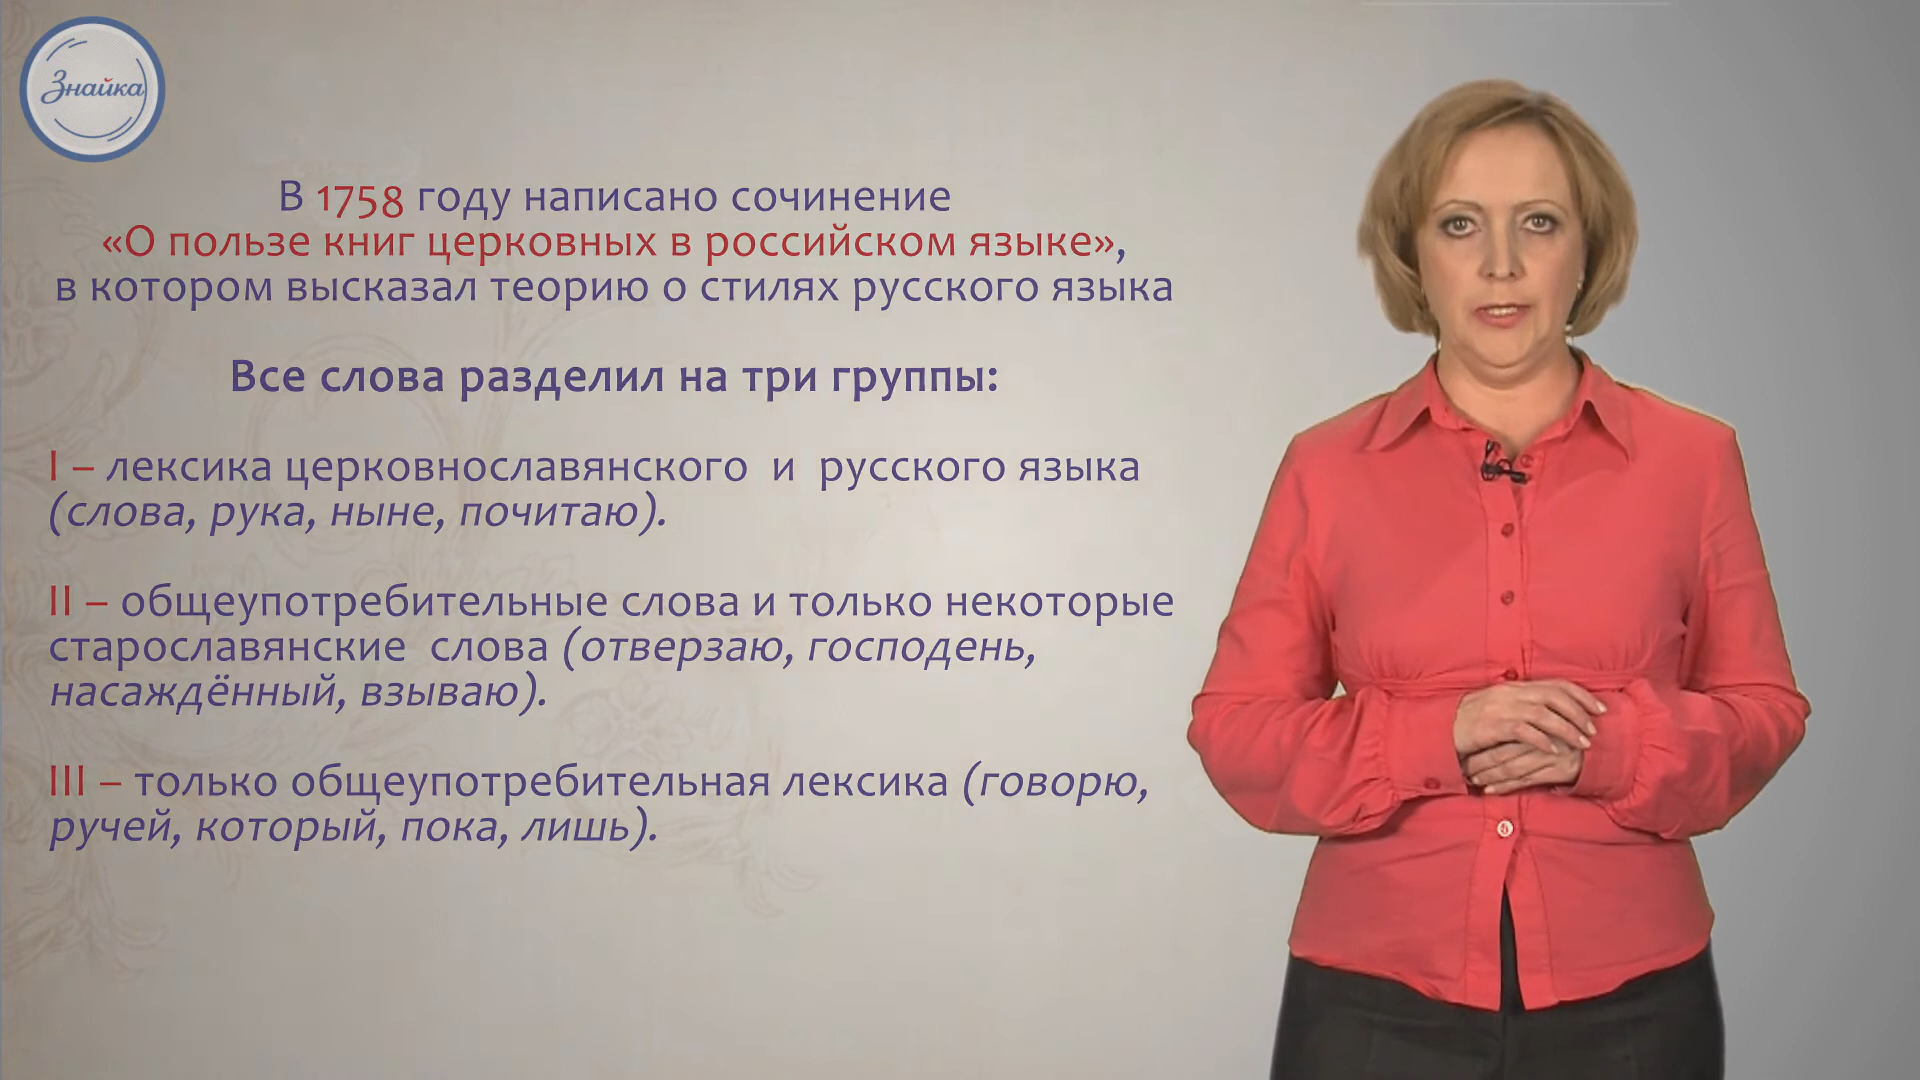 Знайка
В 1758 году написано сочинение
«О пользе книг церковных в российском языке»,
в котором высказал теорию о стилях русского языка
Все слова разделил на три группы:
I – лексика церковнославянского и русского языка
(слова, рука, ныне, почитаю).
II – общеупотребительные слова и только некоторые
старославянские слова (отверзаю, господень,
насаждённый, взываю).
III – только общеупотребительная лексика (говорю,
ручей, который, пока, лишь).